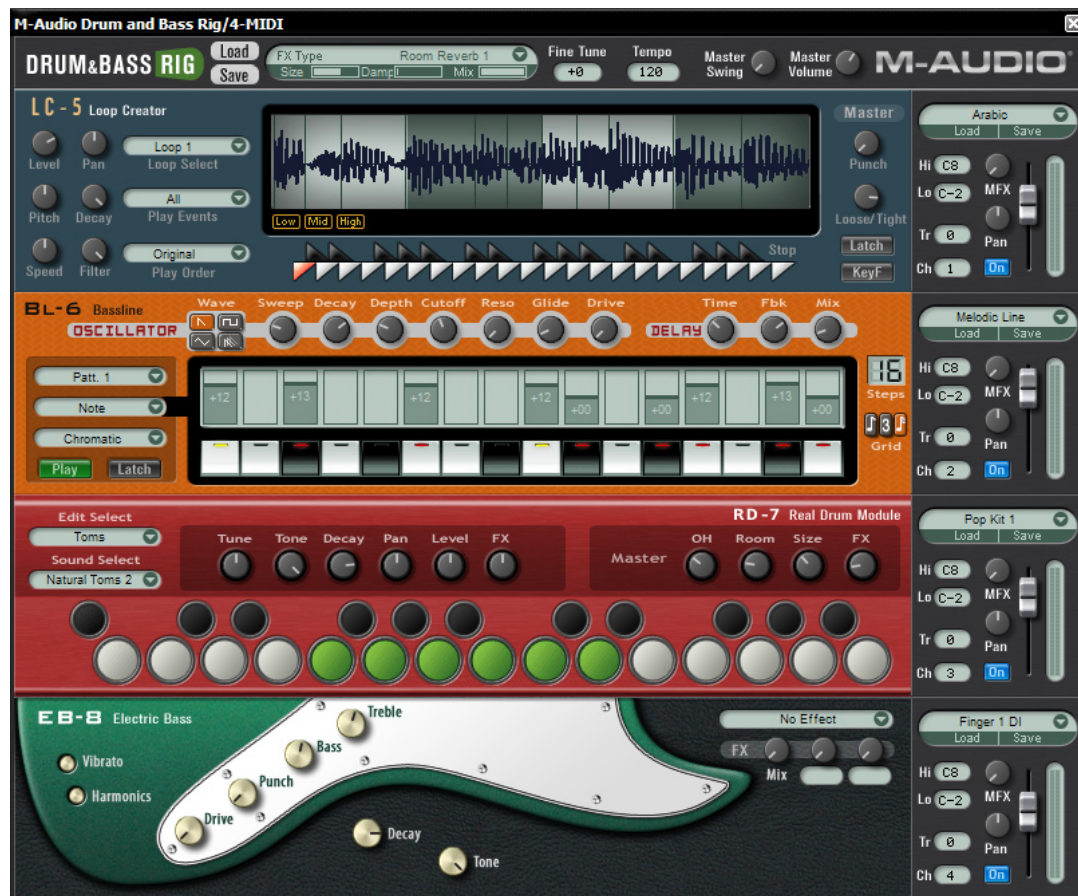 M-Audio Drum and Bass Rig/4-MIDI
DRUM&BASS RIG
Load
Save
FX Type Room Reverb 1
Size Damp Mix
Fine Tune
+0
Tempo
120
Master Swing
Master Volume
M-AUDIO
LC-5 Loop Creator
Level Pan
Loop 1
Loop Select
Pitch Decay
All
Play Events
Speed Filter
Original
Play Order
Low Mid High
Stop
Master
Punch
Loose/Tight
Latch
KeyF
Arabic
Load Save
Hi C8
Lo C-2 MFX
Tr 0 Pan
Ch 1 On
BL-6 Bassline
OSCILLATOR
Wave Sweep Decay Depth Cutoff Reso Glide Drive
DELAY
Time Fbk Mix
Patt. 1
Note
Chromatic
Play Latch
+12 +13 +12 +12 +00 +00 +12 +13 +00
16
Steps
3
Grid
Melodic Line
Load Save
Hi C8
Lo C-2 MFX
Tr 0 Pan
Ch 2 On
Edit Select
Toms
Sound Select
Natural Toms 2
RD-7 Real Drum Module
Tune Tone Decay Pan Level FX
Master
OH Room Size FX
Pop Kit 1
Load Save
Hi C8
Lo C-2 MFX
Tr 0 Pan
Ch 3 On
EB-8 Electric Bass
Vibrato
Harmonics
Treble
Bass
Punch
Drive
Decay
Tone
No Effect
FX
Mix
Finger 1 DI
Load Save
Hi C8
Lo C-2 MFX
Tr 0 Pan
Ch 4 On